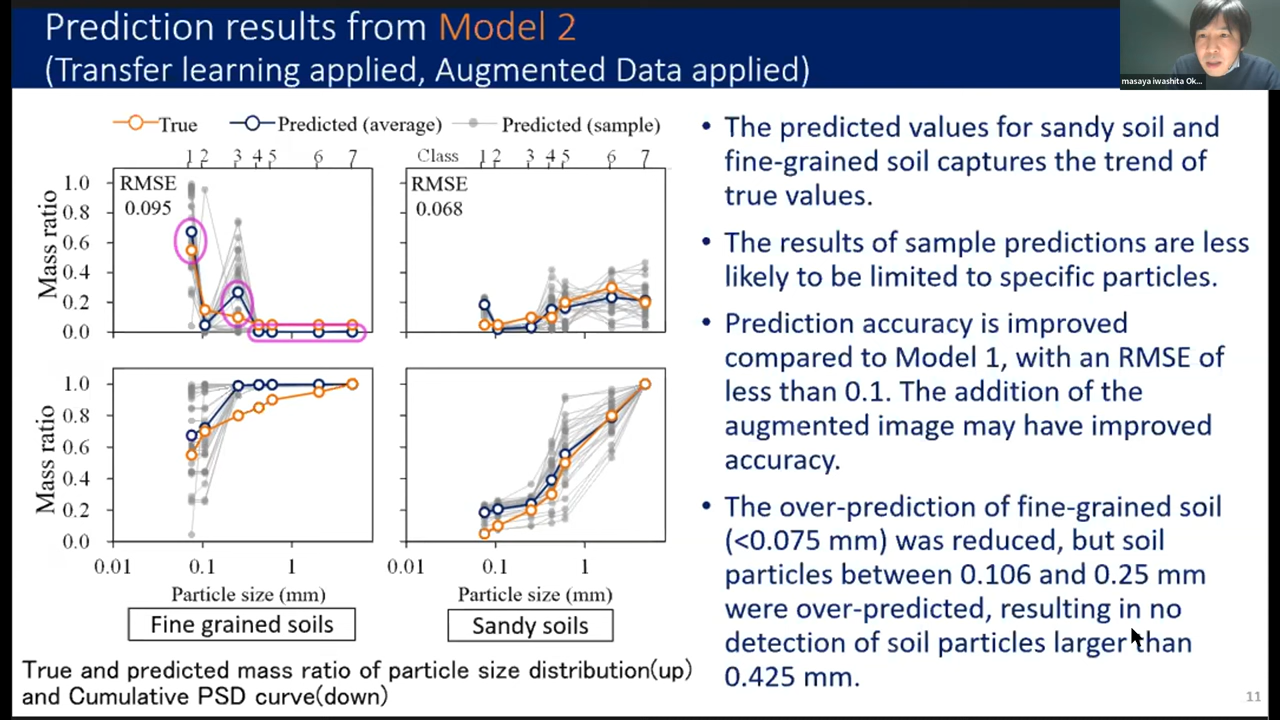 Prediction results from Model 2
(Transfer learning applied, Augmented Data applied)
masaya iwashita Ok...
True Predicted (average) Predicted (sample)
1 2 3 4 5 6 7 Class 1 2 3 4 5 6 7
Mass ratio
1.0
0.8
0.6
0.4
0.2
0.0
RMSE
0.095
RMSE
0.068
Mass ratio
1.0
0.8
0.6
0.4
0.2
0.0
0.01 0.1 1 0.01 0.1 1
Particle size (mm) Particle size (mm)
Fine grained soils Sandy soils
True and predicted mass ratio of particle size distribution(up)
and Cumulative PSD curve(down)
• The predicted values for sandy soil and
fine-grained soil captures the trend of
true values.
• The results of sample predictions are less
likely to be limited to specific particles.
• Prediction accuracy is improved
compared to Model 1, with an RMSE of
less than 0.1. The addition of the
augmented image may have improved
accuracy.
• The over-prediction of fine-grained soil
(<0.075 mm) was reduced, but soil
particles between 0.106 and 0.25 mm
were over-predicted, resulting in no
detection of soil particles larger than
0.425 mm.
11